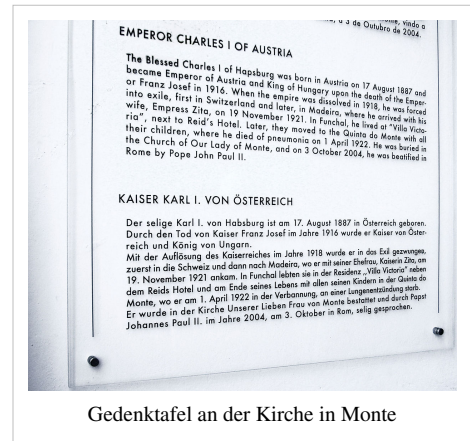 vindo a
a 3 de Outubro de 2004.
EMPEROR CHARLES I OF AUSTRIA
The Blessed Charles I of Hapsburg was born in Austria on 17 August 1887 and
became Emperor of Austria and King of Hungary upon the death of the Emper-
or Franz Josef in 1916. When the empire was dissolved in 1918, he was forced
into exile, first in Switzerland and later, in Madeira, where he arrived with his
wife, Empress Zita, on 19 November 1921. In Funchal, he lived at "Villa Victo-
ria", next to Reid's Hotel. Later, they moved to the Quinta do Monte with all
their children, where he died of pneumonia on 1 April 1922. He was buried in
the Church of Our Lady of Monte, and on 3 October 2004, he was beatified in
Rome by Pope John Paul II.
KAISER KARL I. VON ÖSTERREICH
Der selige Karl I. von Habsburg ist am 17. August 1887 in Österreich geboren.
Durch den Tod von Kaiser Franz Josef im Jahre 1916 wurde er Kaiser von Öster-
reich und König von Ungarn.
Mit der Auflösung des Kaiserreiches im Jahre 1918 wurde er in das Exil gezwungen,
zuerst in die Schweiz und dann nach Madeira, wo er mit seiner Ehefrau, Kaiserin Zita, am
19. November 1921 ankam. In Funchal lebten sie in der Residenz „Villa Victoria" neben
dem Reids Hotel und am Ende seines Lebens mit allen seinen Kindern in der Quinta do
Monte, wo er am 1. April 1922 in der Verbannung, an einer Lungenentzündung starb.
Er wurde in der Kirche Unserer Lieben Frau von Monte bestattet und durch Papst
Johannes Paul II. im Jahre 2004, am 3. Oktober in Rom, selig gesprochen.
Gedenktafel an der Kirche in Monte